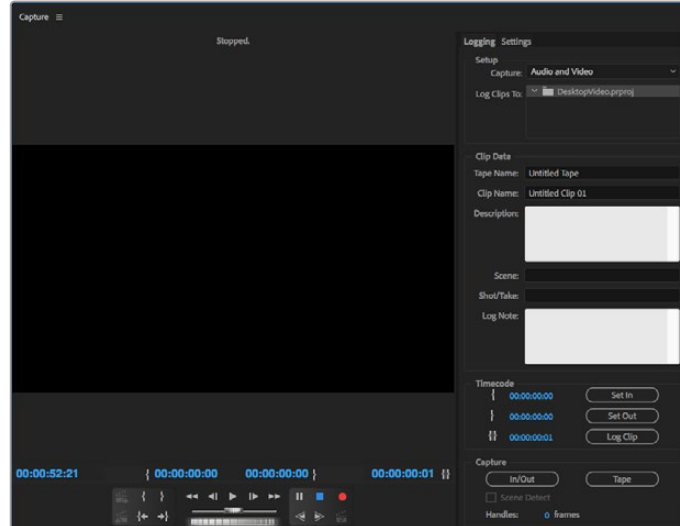 Capture
Stopped.
Logging Settings
Setup
Capture: Audio and Video
Log Clips To: DesktopVideo.prproj
Clip Data
Tape Name: Untitled Tape
Clip Name: Untitled Clip 01
Description:
Scene:
Shot/Take:
Log Note:
Timecode
{ 00:00:00:00 Set In
} 00:00:00:00 Set Out
{} 00:00:00:01 Log Clip
00:00:52:21 { 00:00:00:00 00:00:00:00 } 00:00:00:01 {}
Capture
In/Out Tape
Scene Detect
Handles: 0 frames